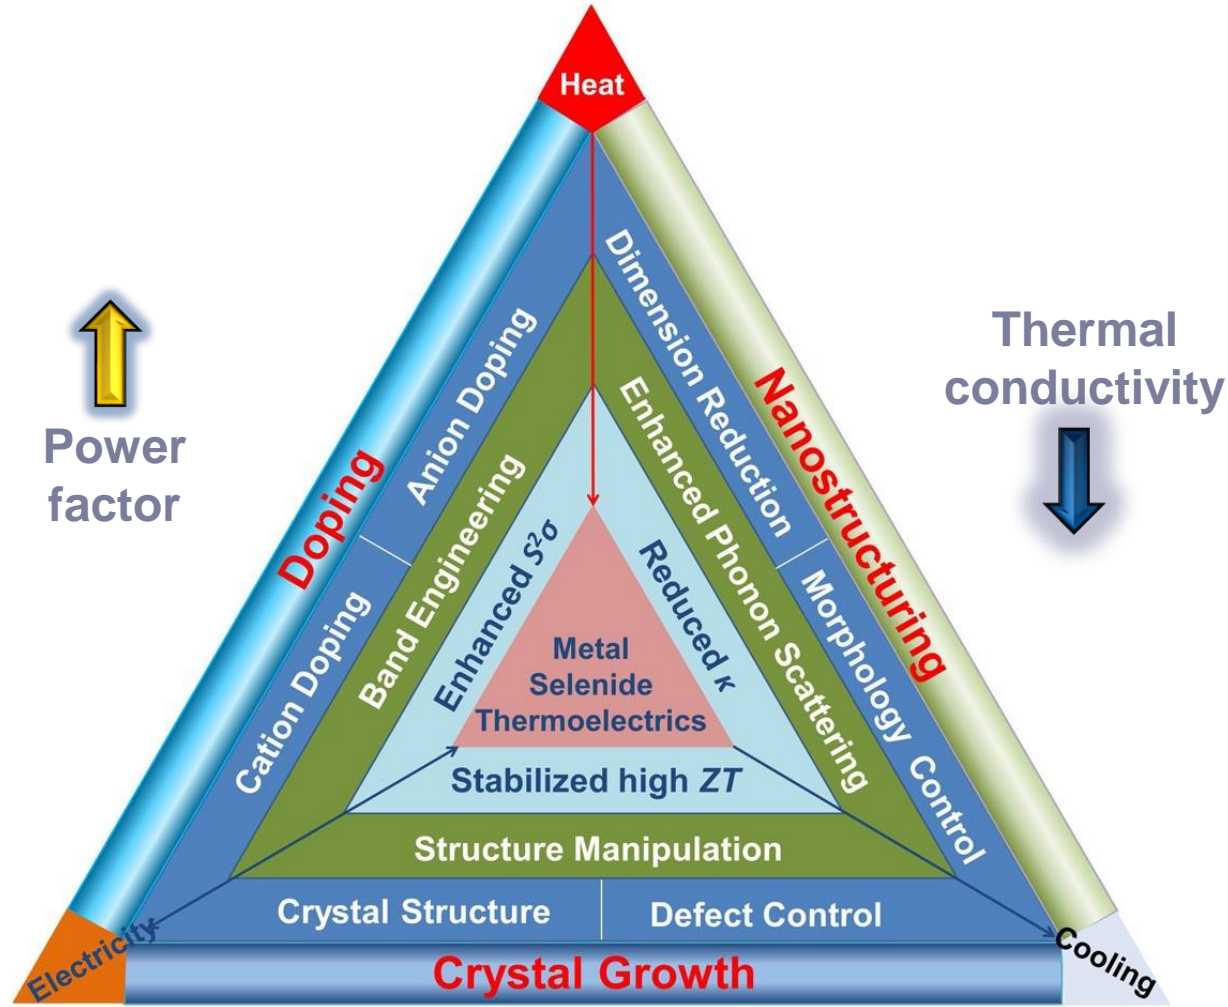 Heat
Power
factor
Thermal
conductivity
Doping
Nanostructuring
Anion Doping
Cation Doping
Dimension Reduction
Morphology Control
Band Engineering
Enhanced Phonon Scattering
Enhanced S²σ
Reduced κ
Metal
Selenide
Thermoelectrics
Stabilized high ZT
Structure Manipulation
Crystal Structure
Defect Control
Electricity
Crystal Growth
Cooling